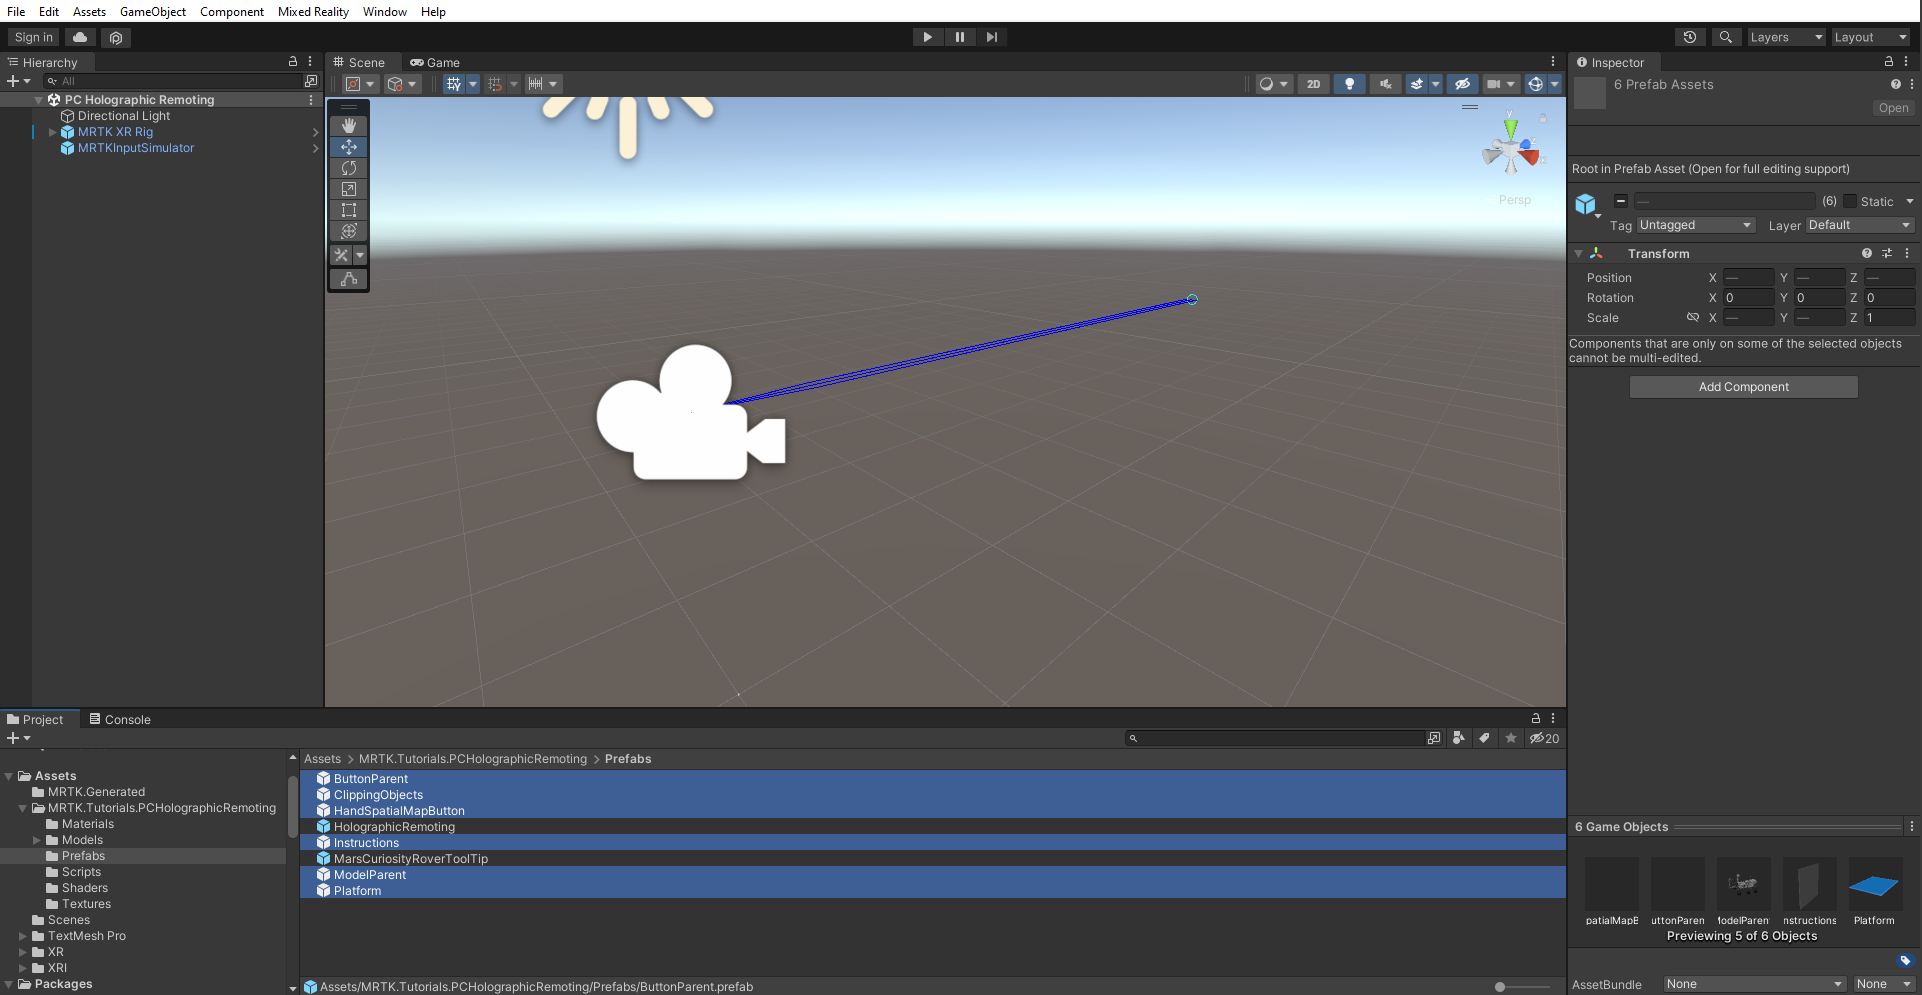 File Edit Assets GameObject Component Mixed Reality Window Help
Sign in
Layers Layout
Hierarchy
All
PC Holographic Remoting
Directional Light
MRTK XR Rig
MRTKInputSimulator
Scene Game
2D
y
x
Persp
Inspector
6 Prefab Assets
Open
Root in Prefab Asset (Open for full editing support)
— (6) Static
Tag Untagged Layer Default
Transform
Position X — Y — Z —
Rotation X 0 Y 0 Z 0
Scale X — Y — Z 1
Components that are only on some of the selected objects
cannot be multi-edited.
Add Component
Project Console
20
Assets
MRTK.Generated
MRTK.Tutorials.PCHolographicRemoting
Materials
Models
Prefabs
Scripts
Shaders
Textures
Scenes
TextMesh Pro
XR
XRI
Packages
Assets > MRTK.Tutorials.PCHolographicRemoting > Prefabs
ButtonParent
ClippingObjects
HandSpatialMapButton
HolographicRemoting
Instructions
MarsCuriosityRoverToolTip
ModelParent
Platform
Assets/MRTK.Tutorials.PCHolographicRemoting/Prefabs/ButtonParent.prefab
6 Game Objects
patialMapB uttonParen lodelParen nstructions Platform
Previewing 5 of 6 Objects
AssetBundle None None